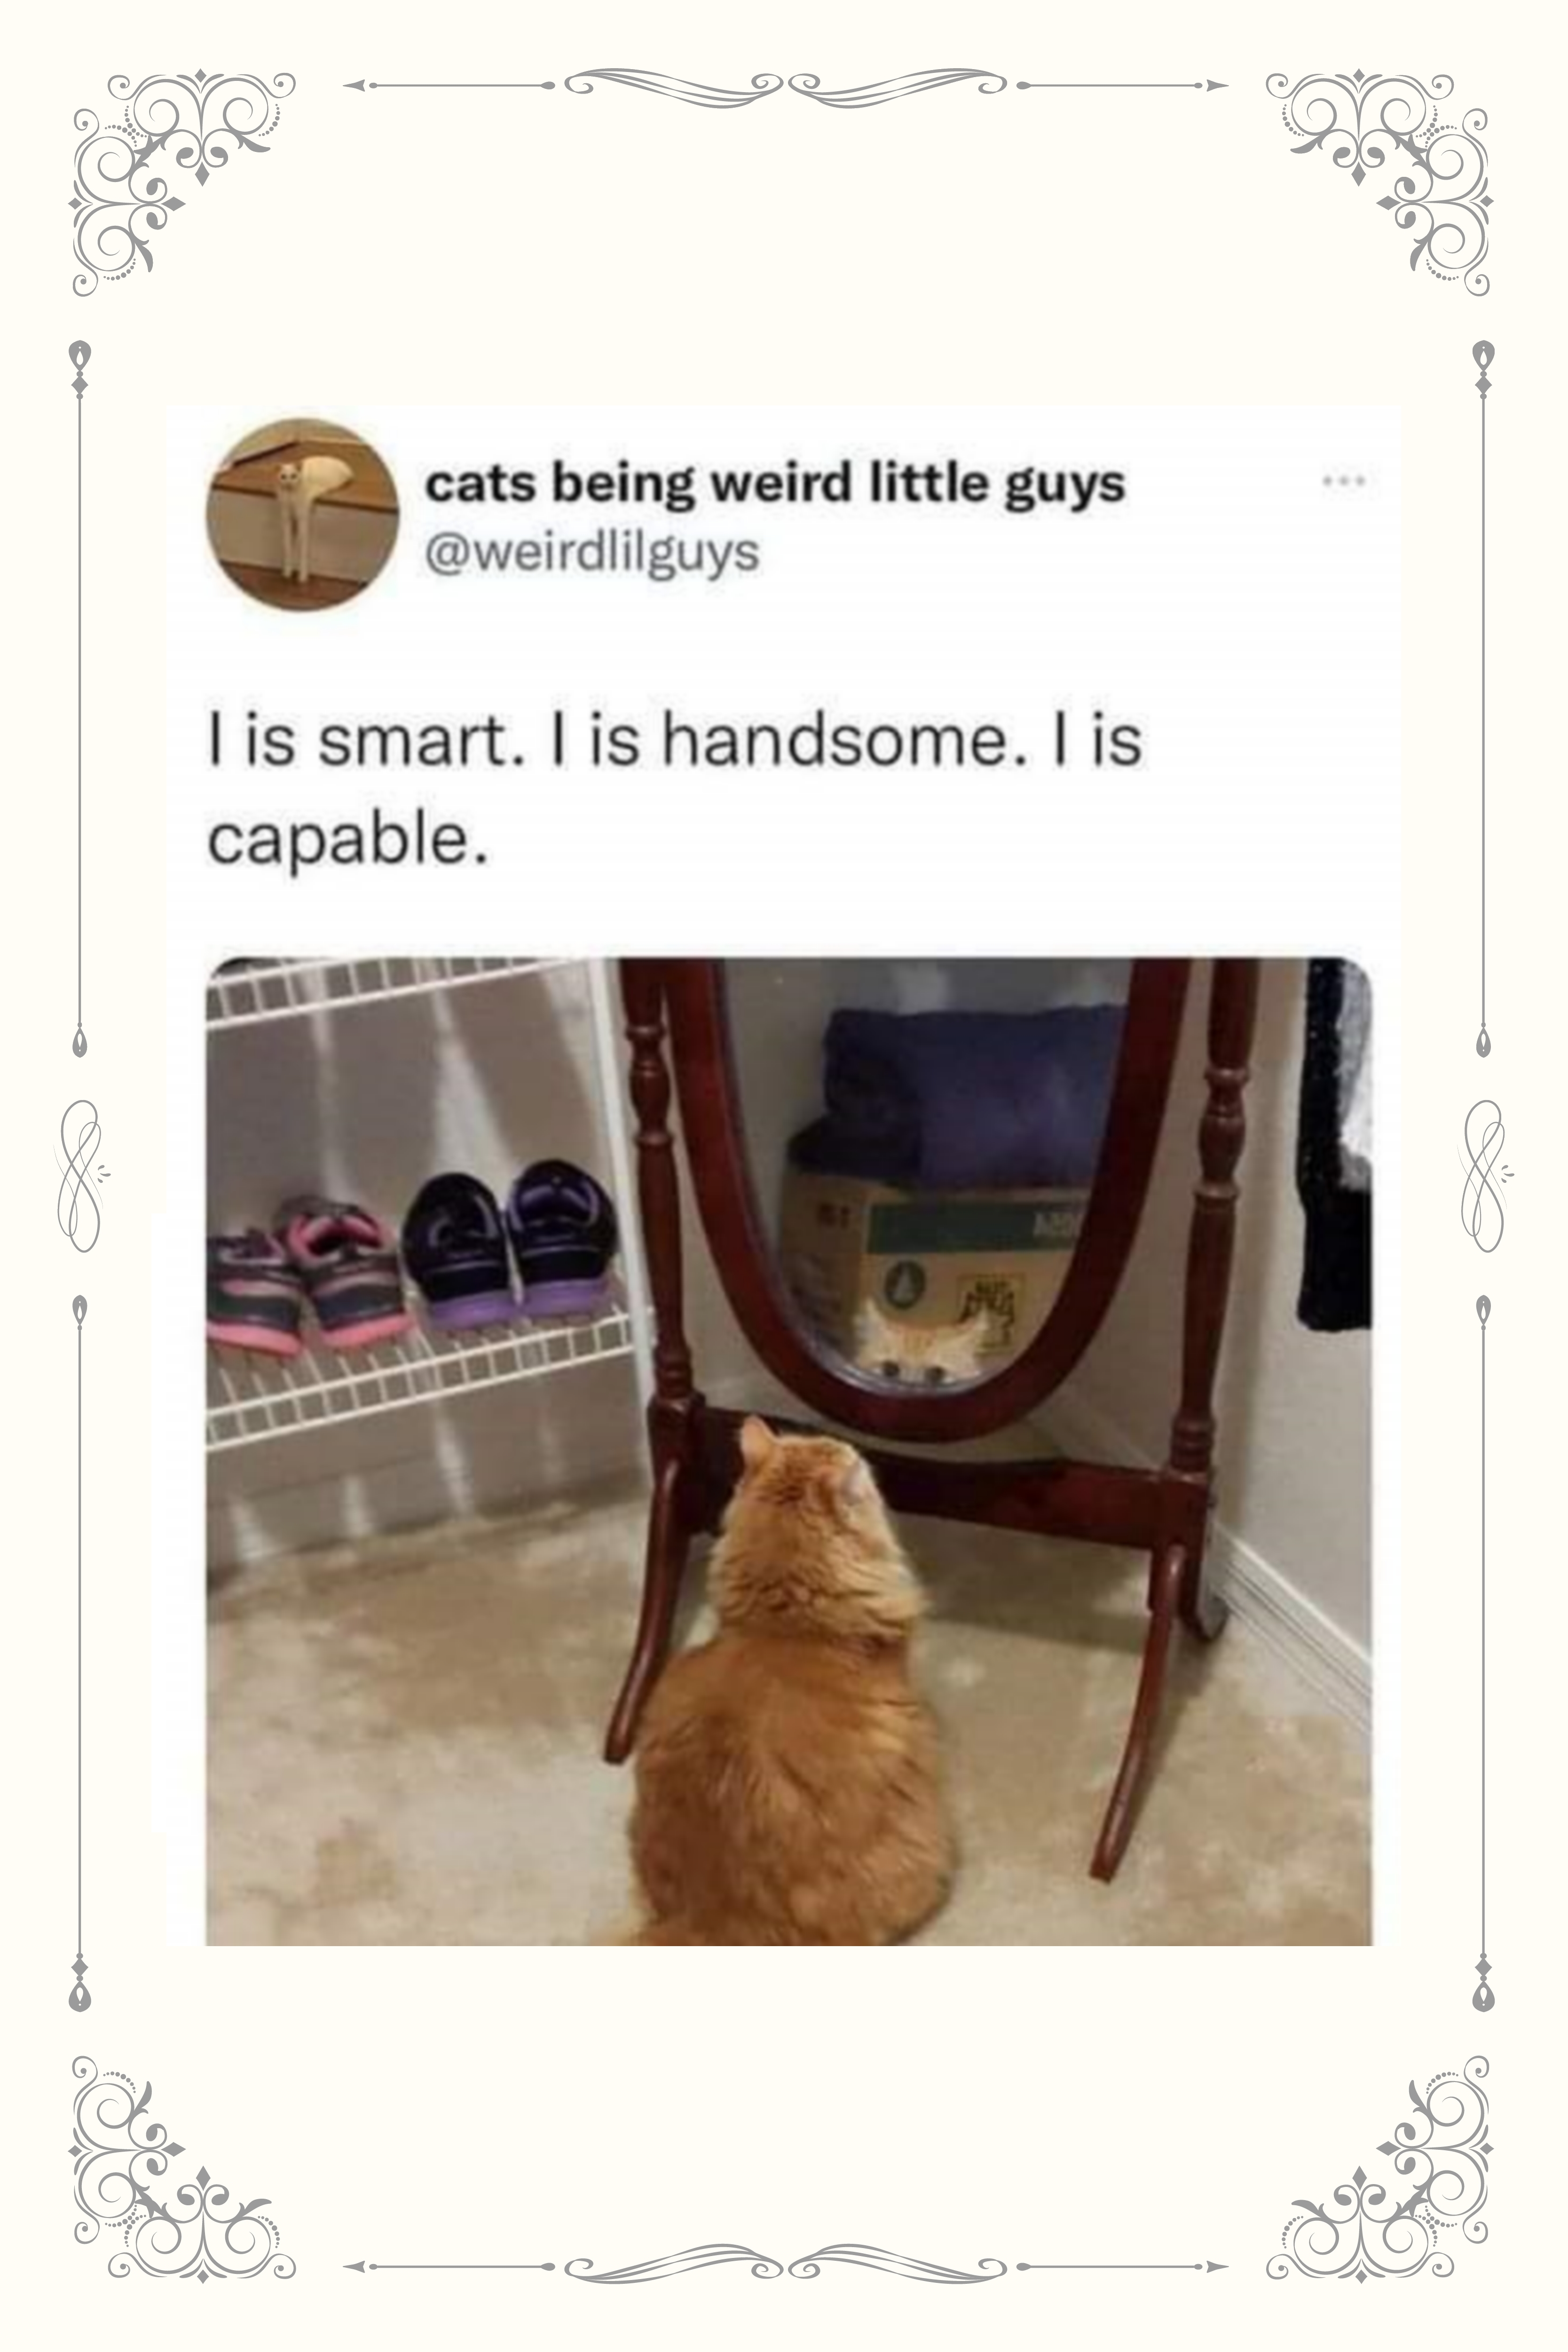 cats being weird little guys
@weirdlilguys
I is smart. I is handsome. I is
capable.